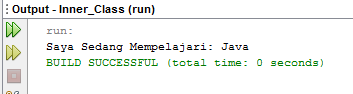 Output - Inner_Class (run)
run:
Saya Sedang Mempelajari: Java
BUILD SUCCESSFUL (total time: 0 seconds)